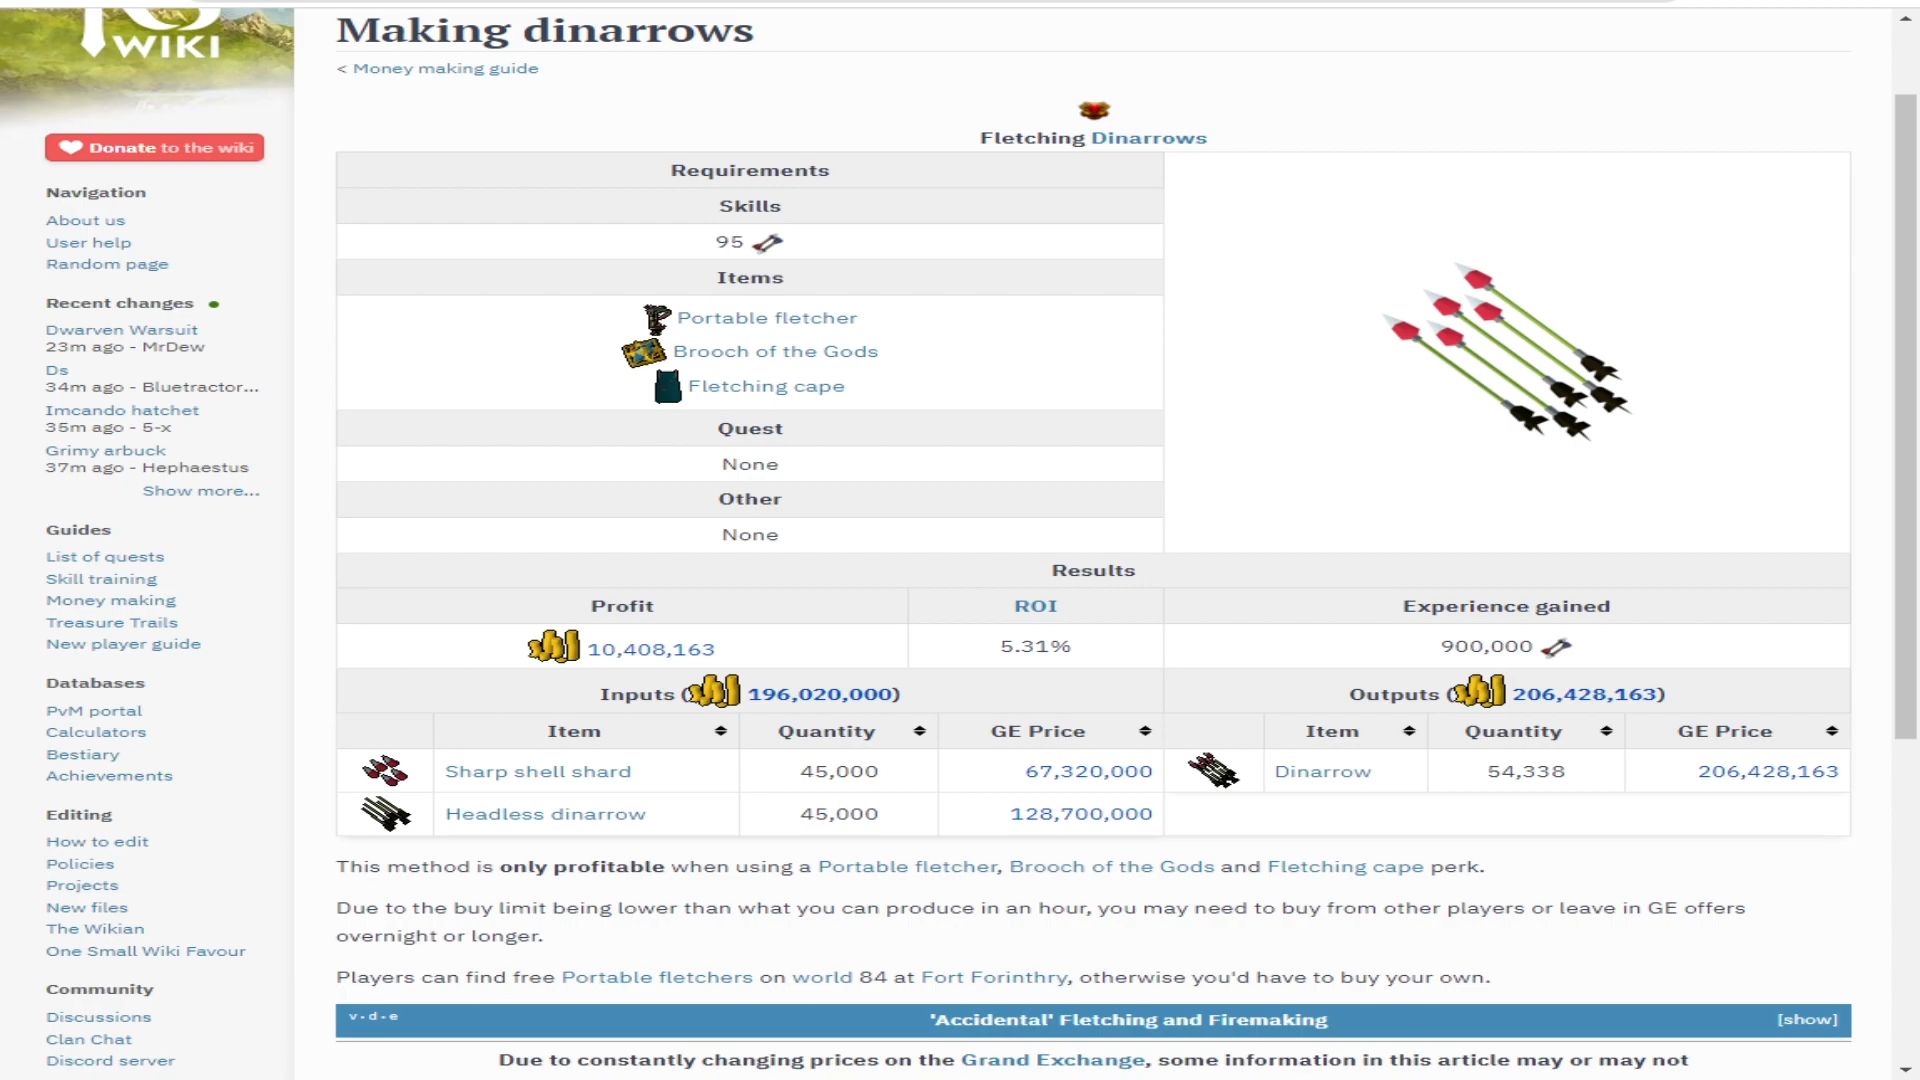 WIKI
Donate to the wiki
Navigation
About us
User help
Random page
Recent changes
Dwarven Warsuit
23m ago - MrDew
Ds
34m ago - Bluetractor...
Imcando hatchet
35m ago - 5-x
Grimy arbuck
37m ago - Hephaestus
Show more...
Guides
List of quests
Skill training
Money making
Treasure Trails
New player guide
Databases
PvM portal
Calculators
Bestiary
Achievements
Editing
How to edit
Policies
Projects
New files
The Wikian
One Small Wiki Favour
Community
Discussions
Clan Chat
Discord server
Making dinarrows
< Money making guide
Fletching Dinarrows
Requirements
Skills
95
Items
Portable fletcher
Brooch of the Gods
Fletching cape
Quest
None
Other
None
Results
Profit ROI Experience gained
10,408,163 5.31% 900,000
Inputs (196,020,000) Outputs (206,428,163)
Item Quantity GE Price Item Quantity GE Price
Sharp shell shard 45,000 67,320,000 Dinarrow 54,338 206,428,163
Headless dinarrow 45,000 128,700,000
This method is only profitable when using a Portable fletcher, Brooch of the Gods and Fletching cape perk.
Due to the buy limit being lower than what you can produce in an hour, you may need to buy from other players or leave in GE offers
overnight or longer.
Players can find free Portable fletchers on world 84 at Fort Forinthry, otherwise you'd have to buy your own.
v·d·e 'Accidental' Fletching and Firemaking [show]
Due to constantly changing prices on the Grand Exchange, some information in this article may or may not